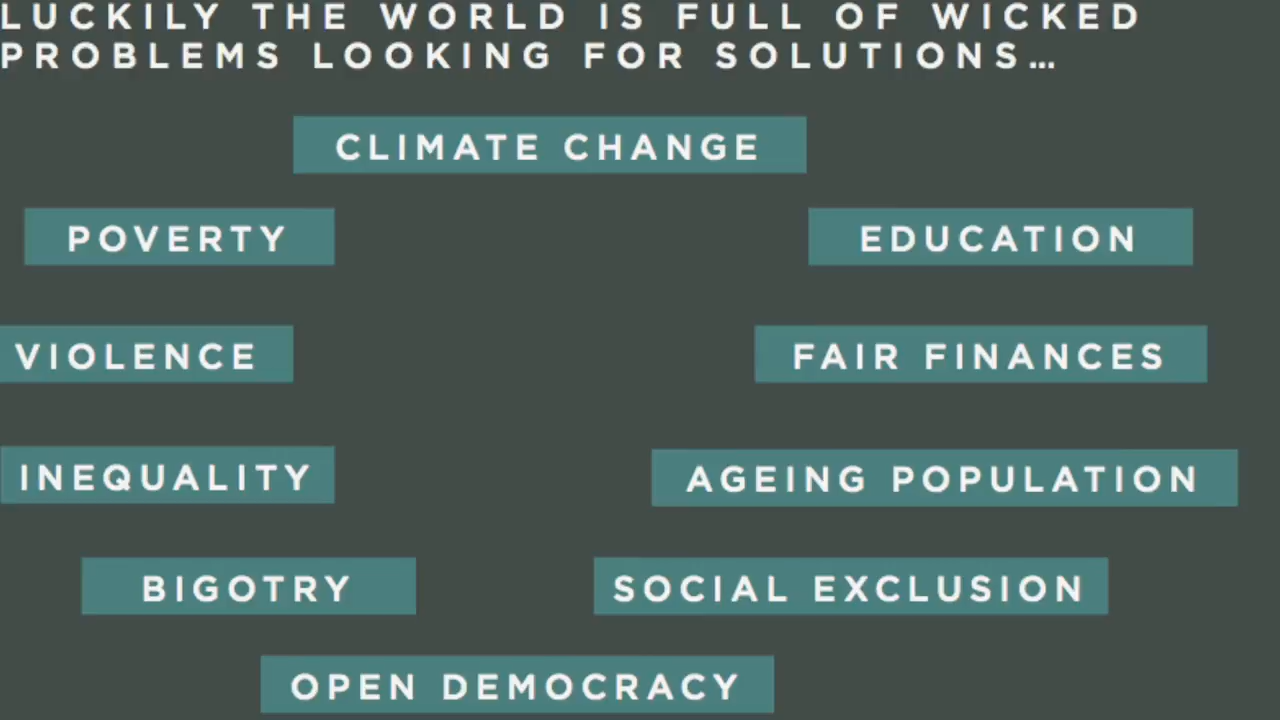 LUCKILY THE WORLD IS FULL OF WICKED
PROBLEMS LOOKING FOR SOLUTIONS...
CLIMATE CHANGE
POVERTY
EDUCATION
VIOLENCE
FAIR FINANCES
INEQUALITY
AGEING POPULATION
BIGOTRY
SOCIAL EXCLUSION
OPEN DEMOCRACY